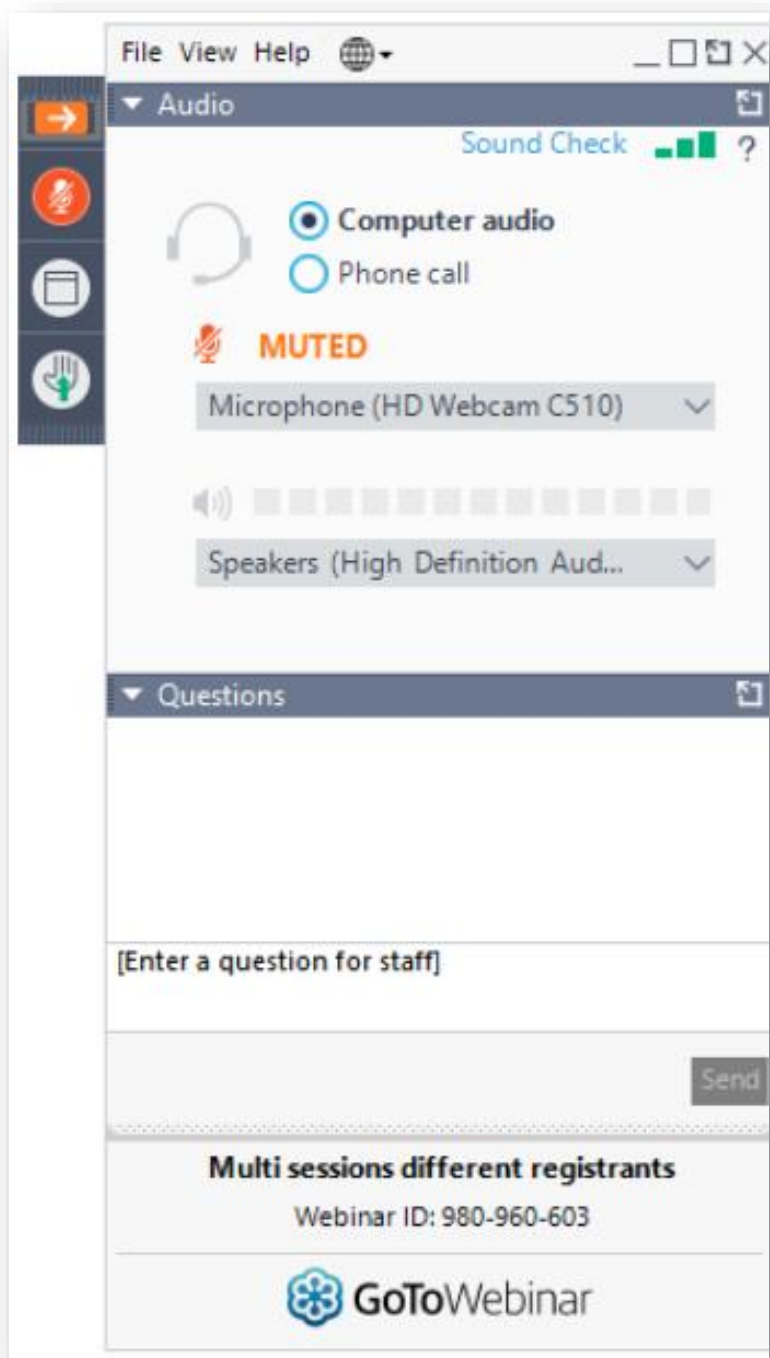 File View Help
Audio
Sound Check ?
Computer audio
Phone call
MUTED
Microphone (HD Webcam C510)
Speakers (High Definition Aud...
Questions
[Enter a question for staff]
Send
Multi sessions different registrants
Webinar ID: 980-960-603
GoToWebinar